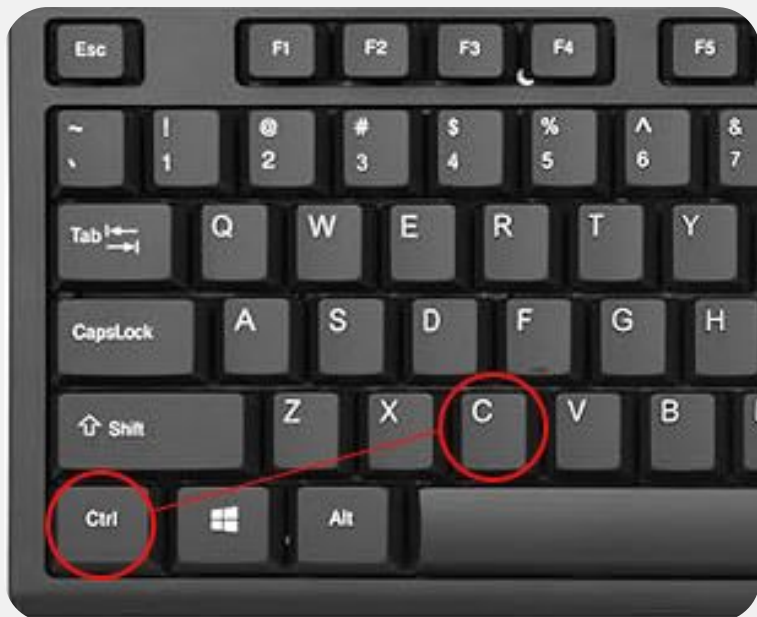 Esc F1 F2 F3 F4 F5
~ ! @ # $ % ^ &
` 1 2 3 4 5 6 7
Tab Q W E R T Y
CapsLock A S D F G H
Shift Z X C V B
Ctrl Alt